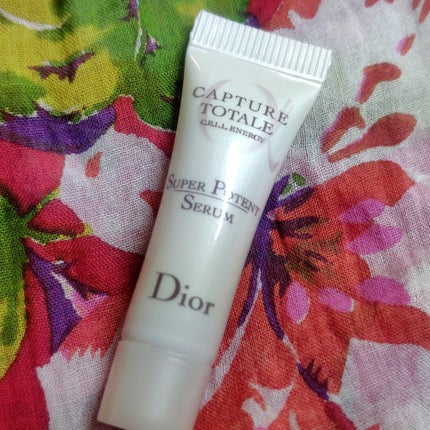 CAPTURE
TOTALE
C.E.L.L. ENERGY
SUPER POTENT
SERUM
Dior